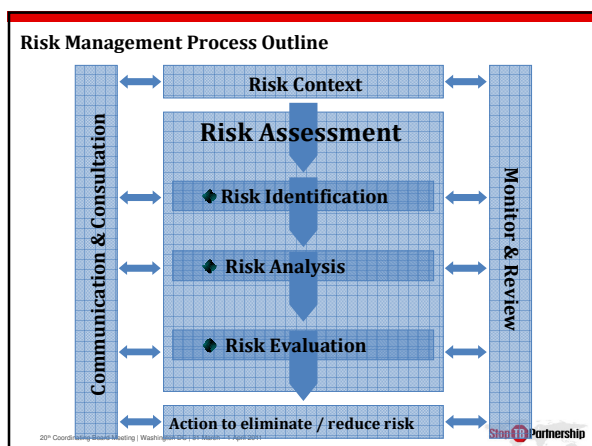 Risk Management Process Outline
Risk Context
Risk Assessment
Risk Identification
Risk Analysis
Risk Evaluation
Action to eliminate / reduce risk
Communication & Consultation
Monitor & Review
20th Coordinating Board Meeting | Washington DC | 31 March - 1 April 2011
Stop TB Partnership